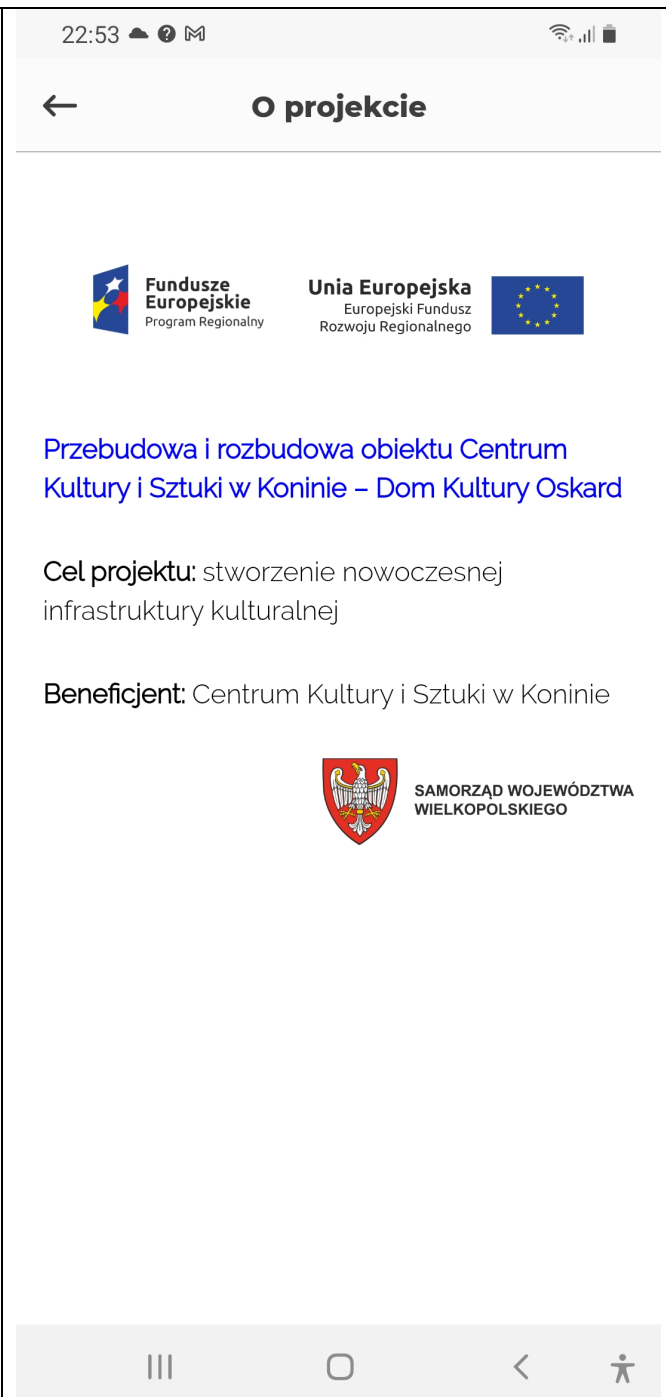 22:53
O projekcie
Fundusze
Europejskie
Program Regionalny
Unia Europejska
Europejski Fundusz
Rozwoju Regionalnego
Przebudowa i rozbudowa obiektu Centrum
Kultury i Sztuki w Koninie – Dom Kultury Oskard
Cel projektu: stworzenie nowoczesnej
infrastruktury kulturalnej
Beneficjent: Centrum Kultury i Sztuki w Koninie
SAMORZĄD WOJEWÓDZTWA
WIELKOPOLSKIEGO